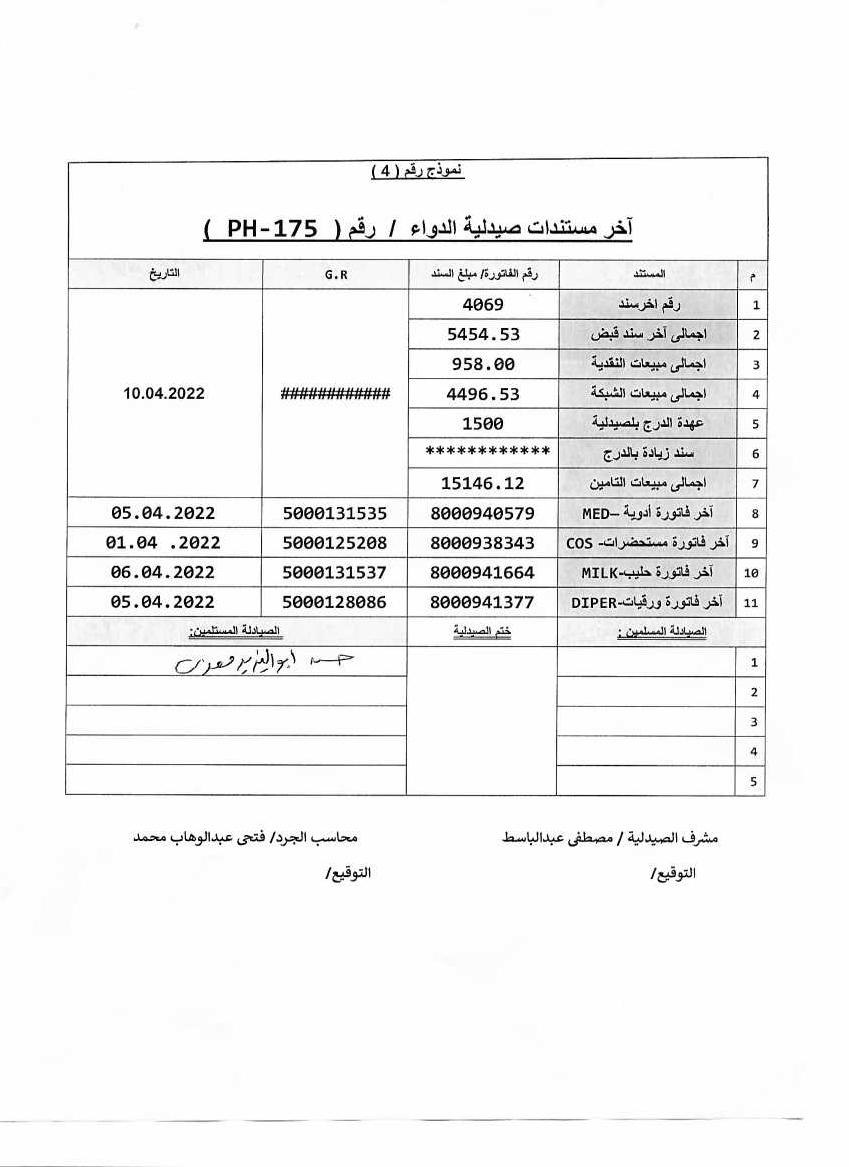 نموذج رقم ( 4 )
آخر مستندات صيدلية الدواء / رقم ( PH-175 )
م المستند رقم الفاتورة/ مبلغ السند G.R التاريخ
1 رقم اخرسند 4069
2 اجمالى آخر سند قبض 5454.53
3 اجمالى مبيعات النقدية 958.00
4 اجمالى مبيعات الشبكة 4496.53 ############ 10.04.2022
5 عهدة الدرج بلصيدلية 1500
6 سند زيادة بالدرج ************
7 اجمالى مبيعات التامين 15146.12
8 آخر فاتورة أدوية –MED 8000940579 5000131535 05.04.2022
9 آخر فاتورة مستحضرات- COS 8000938343 5000125208 01.04 .2022
10 آخر فاتورة حليب-MILK 8000941664 5000131537 06.04.2022
11 آخر فاتورة ورقيات-DIPER 8000941377 5000128086 05.04.2022
الصيادلة المسلمين : ختم الصيدلية الصيادلة المستلمين:
1
2
3
4
5
مشرف الصيدلية / مصطفى عبدالباسط محاسب الجرد/ فتحى عبدالوهاب محمد
التوقيع/ التوقيع/